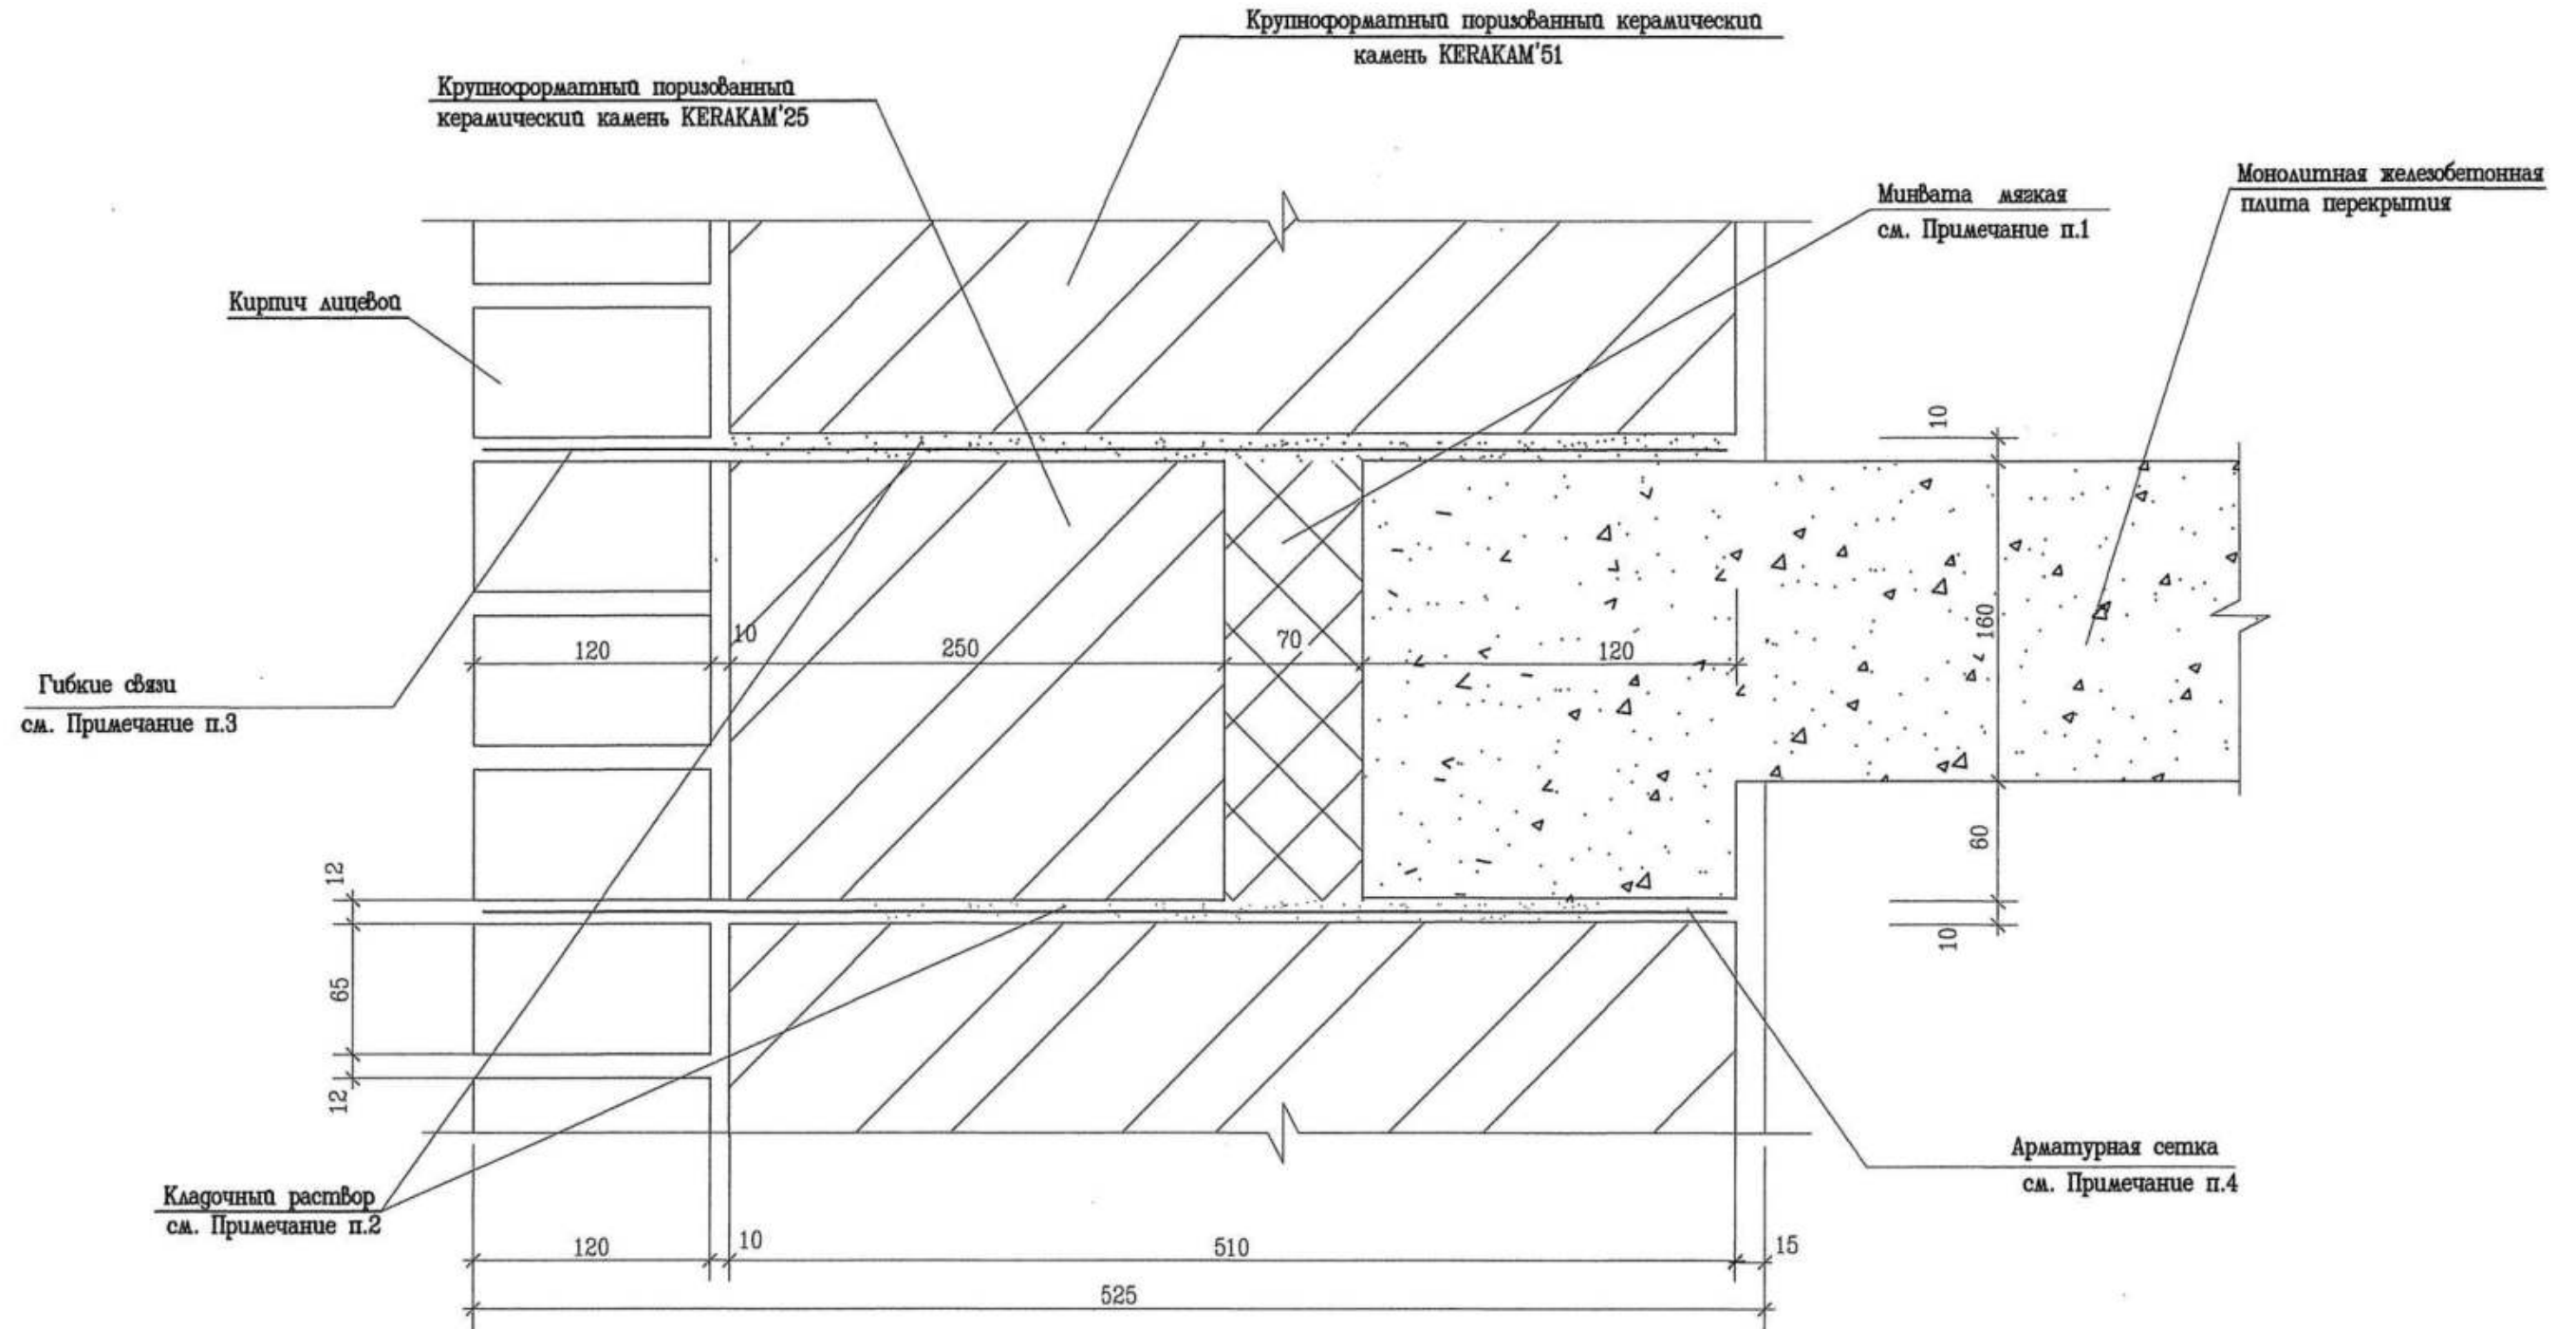 Крупноформатный поризованный керамический
камень KERAKAM'51
Крупноформатный поризованный
керамический камень KERAKAM'25
Монолитная железобетонная
плита перекрытия
Минвата мягкая
см. Примечание п.1
Кирпич лицевой
10
160
60
10
120
10
250
70
120
Гибкие связи
см. Примечание п.3
12
65
12
Арматурная сетка
см. Примечание п.4
Кладочный раствор
см. Примечание п.2
120
10
510
15
525